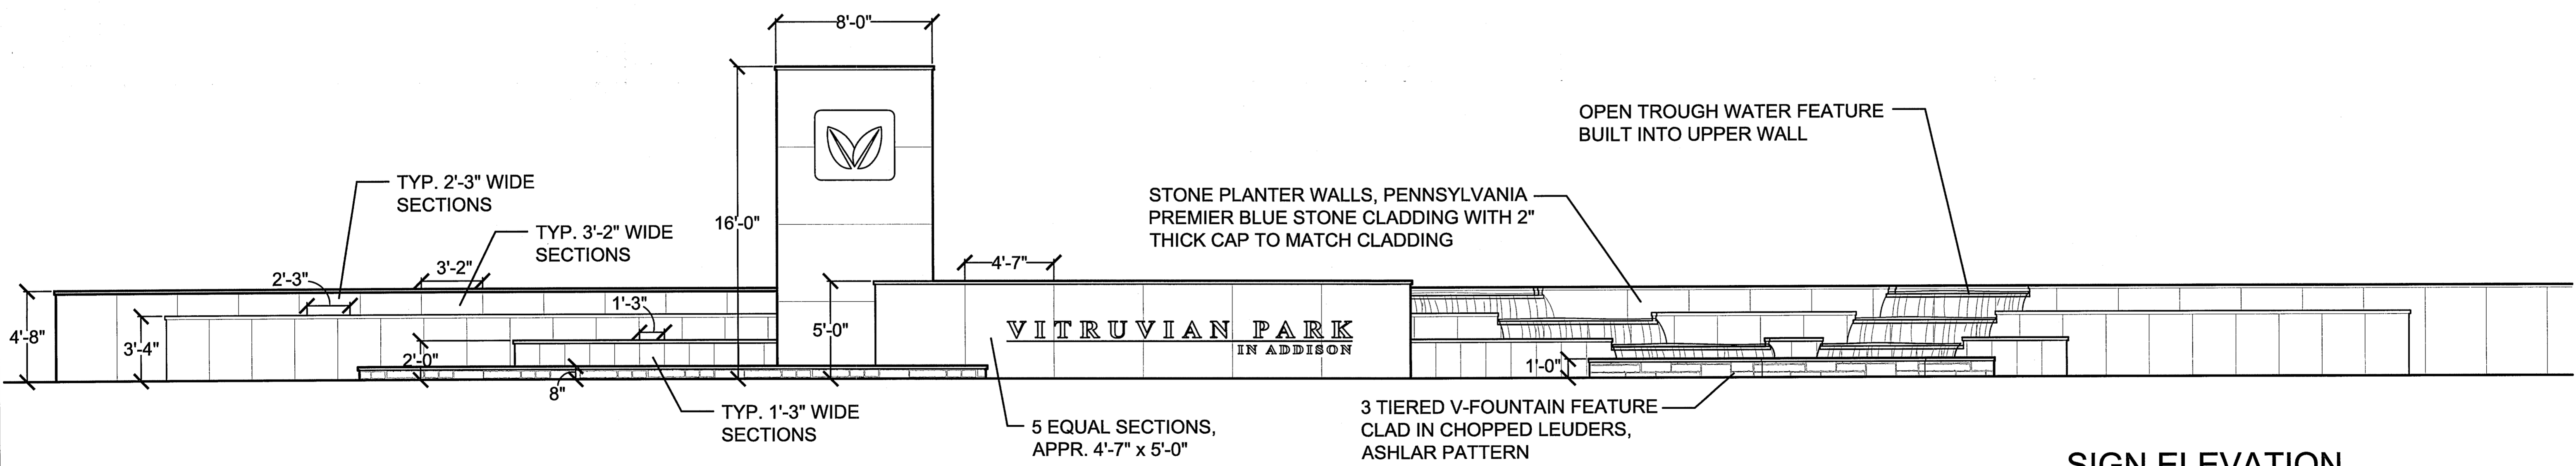 8'-0"
OPEN TROUGH WATER FEATURE
BUILT INTO UPPER WALL
TYP. 2'-3" WIDE
SECTIONS
STONE PLANTER WALLS, PENNSYLVANIA
PREMIER BLUE STONE CLADDING WITH 2"
THICK CAP TO MATCH CLADDING
16'-0"
TYP. 3'-2" WIDE
SECTIONS
3'-2"
4'-7"
2'-3"
1'-3"
4'-8"
3'-4"
2'-0"
5'-0"
VITRUVIAN PARK
IN ADDISON
1'-0"
8"
TYP. 1'-3" WIDE
SECTIONS
5 EQUAL SECTIONS,
APPR. 4'-7" x 5'-0"
3 TIERED V-FOUNTAIN FEATURE
CLAD IN CHOPPED LEUDERS,
ASHLAR PATTERN
SIGN ELEVATION